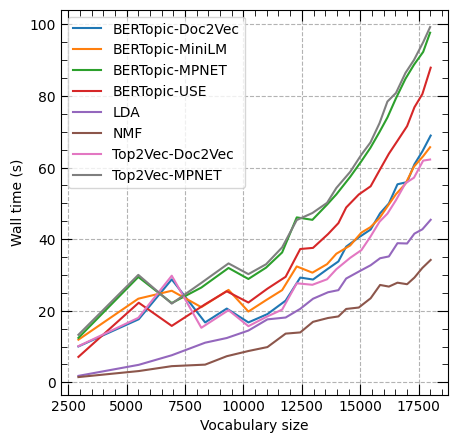 BERTopic-Doc2Vec
BERTopic-MiniLM
BERTopic-MPNET
BERTopic-USE
LDA
NMF
Top2Vec-Doc2Vec
Top2Vec-MPNET
100
80
60
40
20
0
Wall time (s)
2500 5000 7500 10000 12500 15000 17500
Vocabulary size